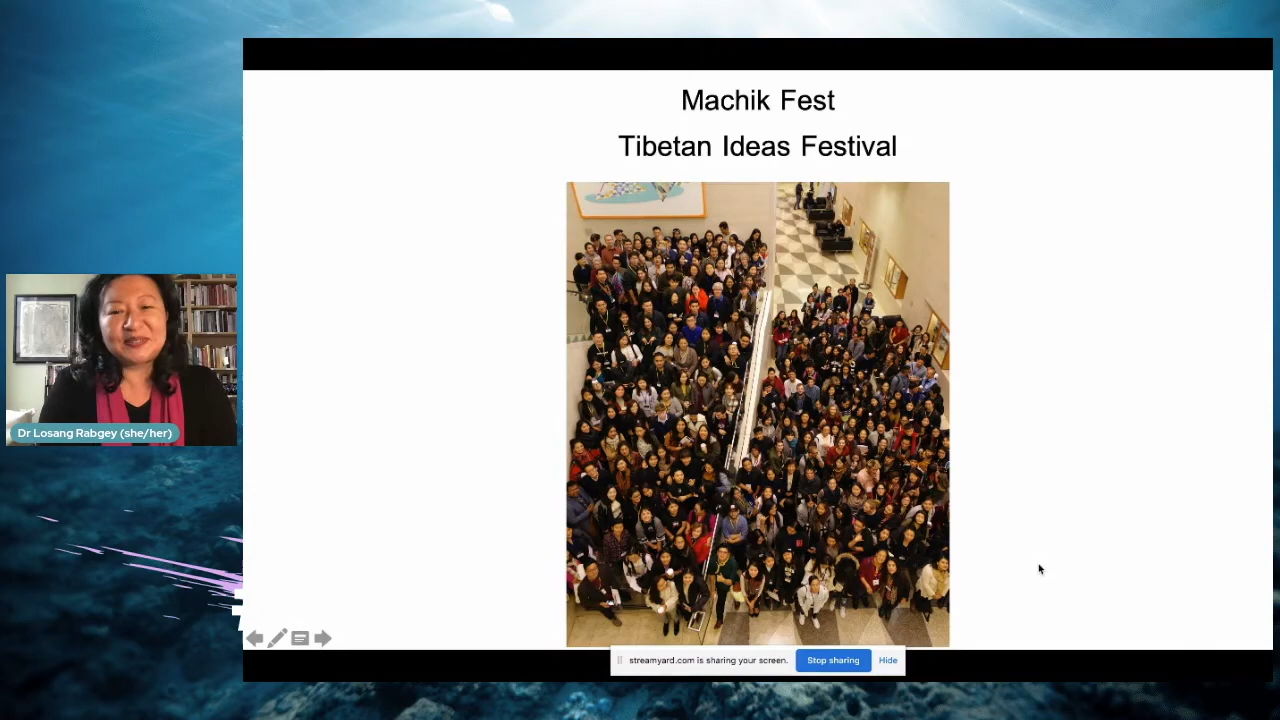 Machik Fest
Tibetan Ideas Festival
Dr Losang Rabgey (she/her)
streamyard.com is sharing your screen.
Stop sharing
Hide